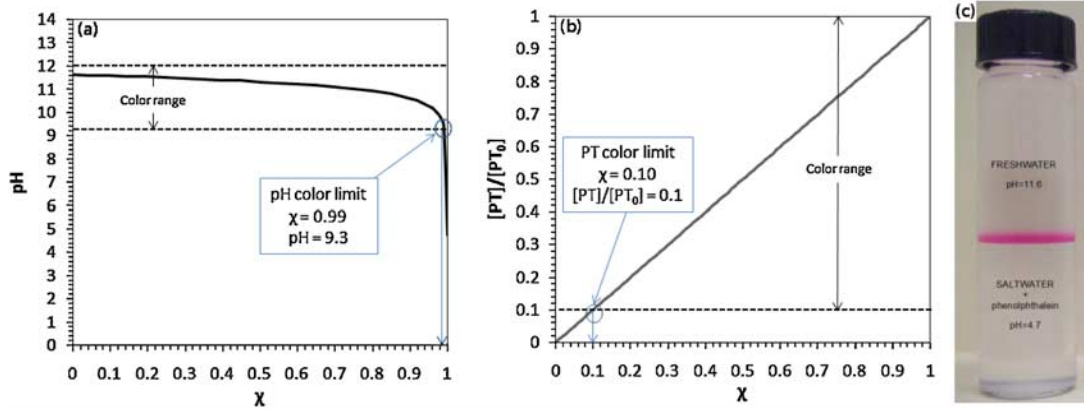 (a)
14
13
12
11
10
9
8
7
6
5
4
3
2
1
0
pH
Color range
pH color limit
χ = 0.99
pH = 9.3
0 0.1 0.2 0.3 0.4 0.5 0.6 0.7 0.8 0.9 1
χ
(b)
1
0.9
0.8
0.7
0.6
0.5
0.4
0.3
0.2
0.1
0
[PT]/[PT₀]
PT color limit
χ = 0.10
[PT]/[PT₀] = 0.1
Color range
0 0.1 0.2 0.3 0.4 0.5 0.6 0.7 0.8 0.9 1
χ
(c)
FRESHWATER
pH=11.6
SALTWATER
+
phenolphthalein
pH=4.7